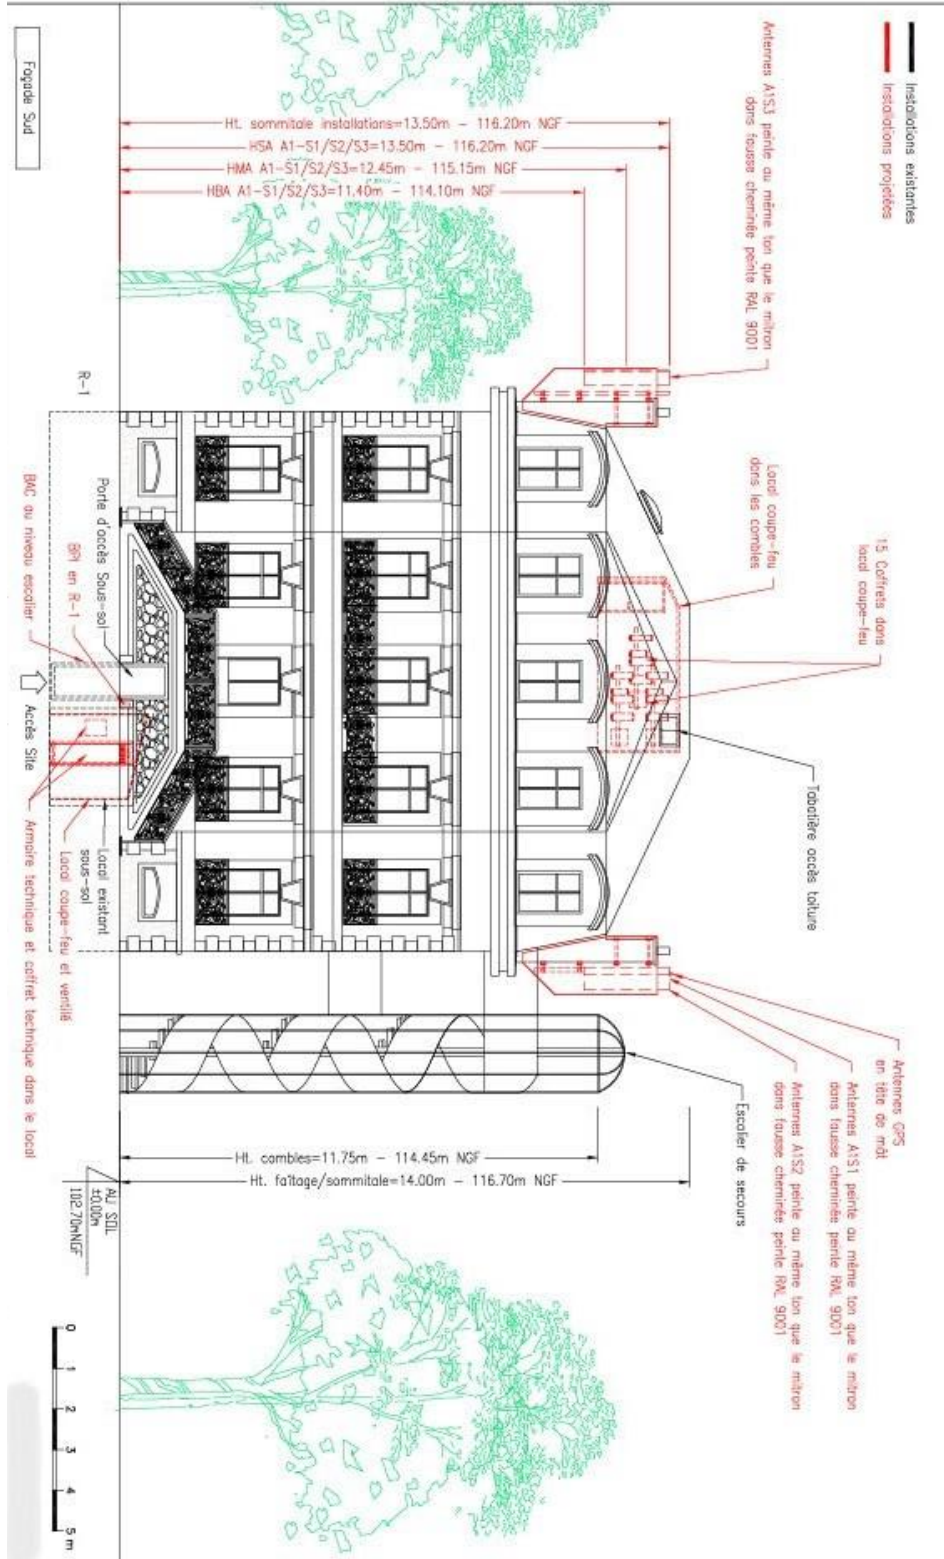 Installations existantes
Installations projetées
Antennes A1S3 peinte au même ton que le mitron
dans fausse cheminée peinte RAL 9001
Ht. sommitale installations=13.50m - 116.20m NGF
HSA A1-S1/S2/S3=13.50m - 116.20m NGF
HMA A1-S1/S2/S3=12.45m - 115.15m NGF
HBA A1-S1/S2/S3=11.40m - 114.10m NGF
15 Coffrets dans
local coupe-feu
Local coupe-feu
dans les combles
Tabatière accès toiture
Antennes GPS
en tête de mât
Antennes A1S1 peinte au même ton que le mitron
dans fausse cheminée peinte RAL 9001
Antennes A1S2 peinte au même ton que le mitron
dans fausse cheminée peinte RAL 9001
Escalier de secours
Ht. combles=11.75m - 114.45m NGF
Ht. faîtage/sommitale=14.00m - 116.70m NGF
AU SOL
±0.00m
102.70mNGF
R-1
Porte d'accès Sous-sol
BPI en R-1
BAC au niveau escalier
Accès Site
Local existant
sous-sol
Local coupe-feu et ventilé
Armoire technique et coffret technique dans le local
Façade Sud
0 1 2 3 4 5 m